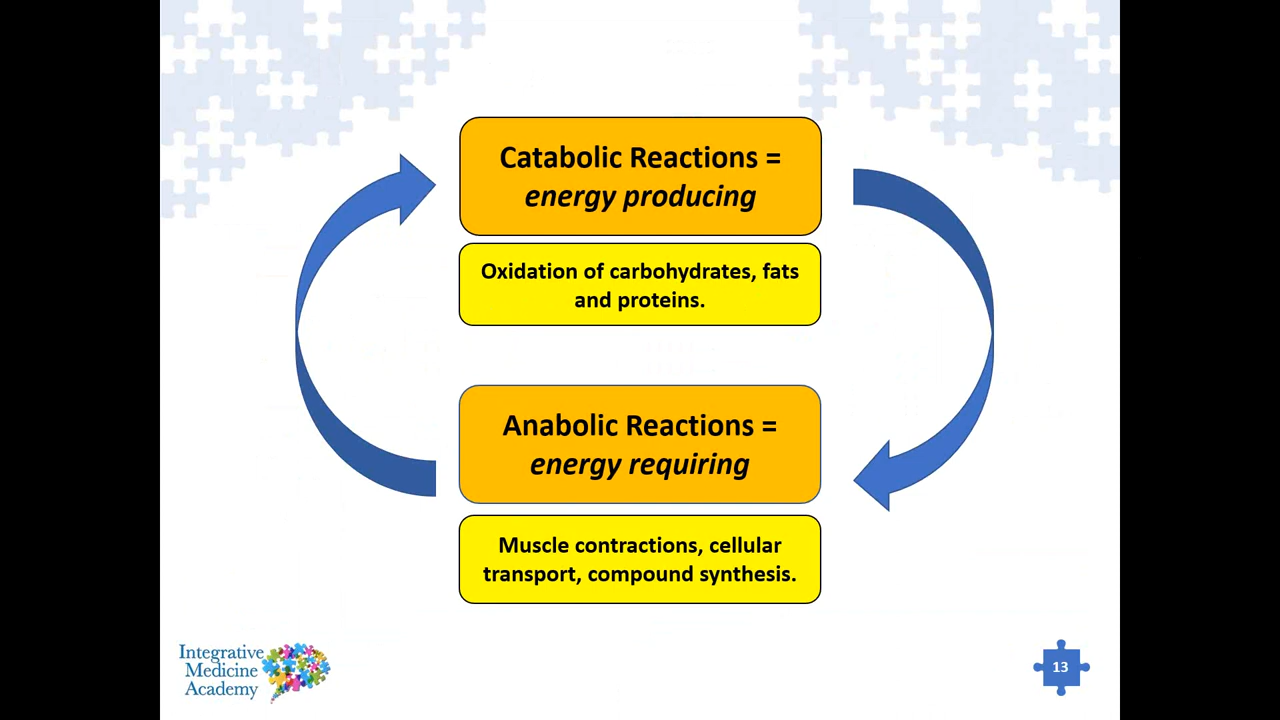 Catabolic Reactions =
energy producing
Oxidation of carbohydrates, fats
and proteins.
Anabolic Reactions =
energy requiring
Muscle contractions, cellular
transport, compound synthesis.
Integrative
Medicine
Academy
13